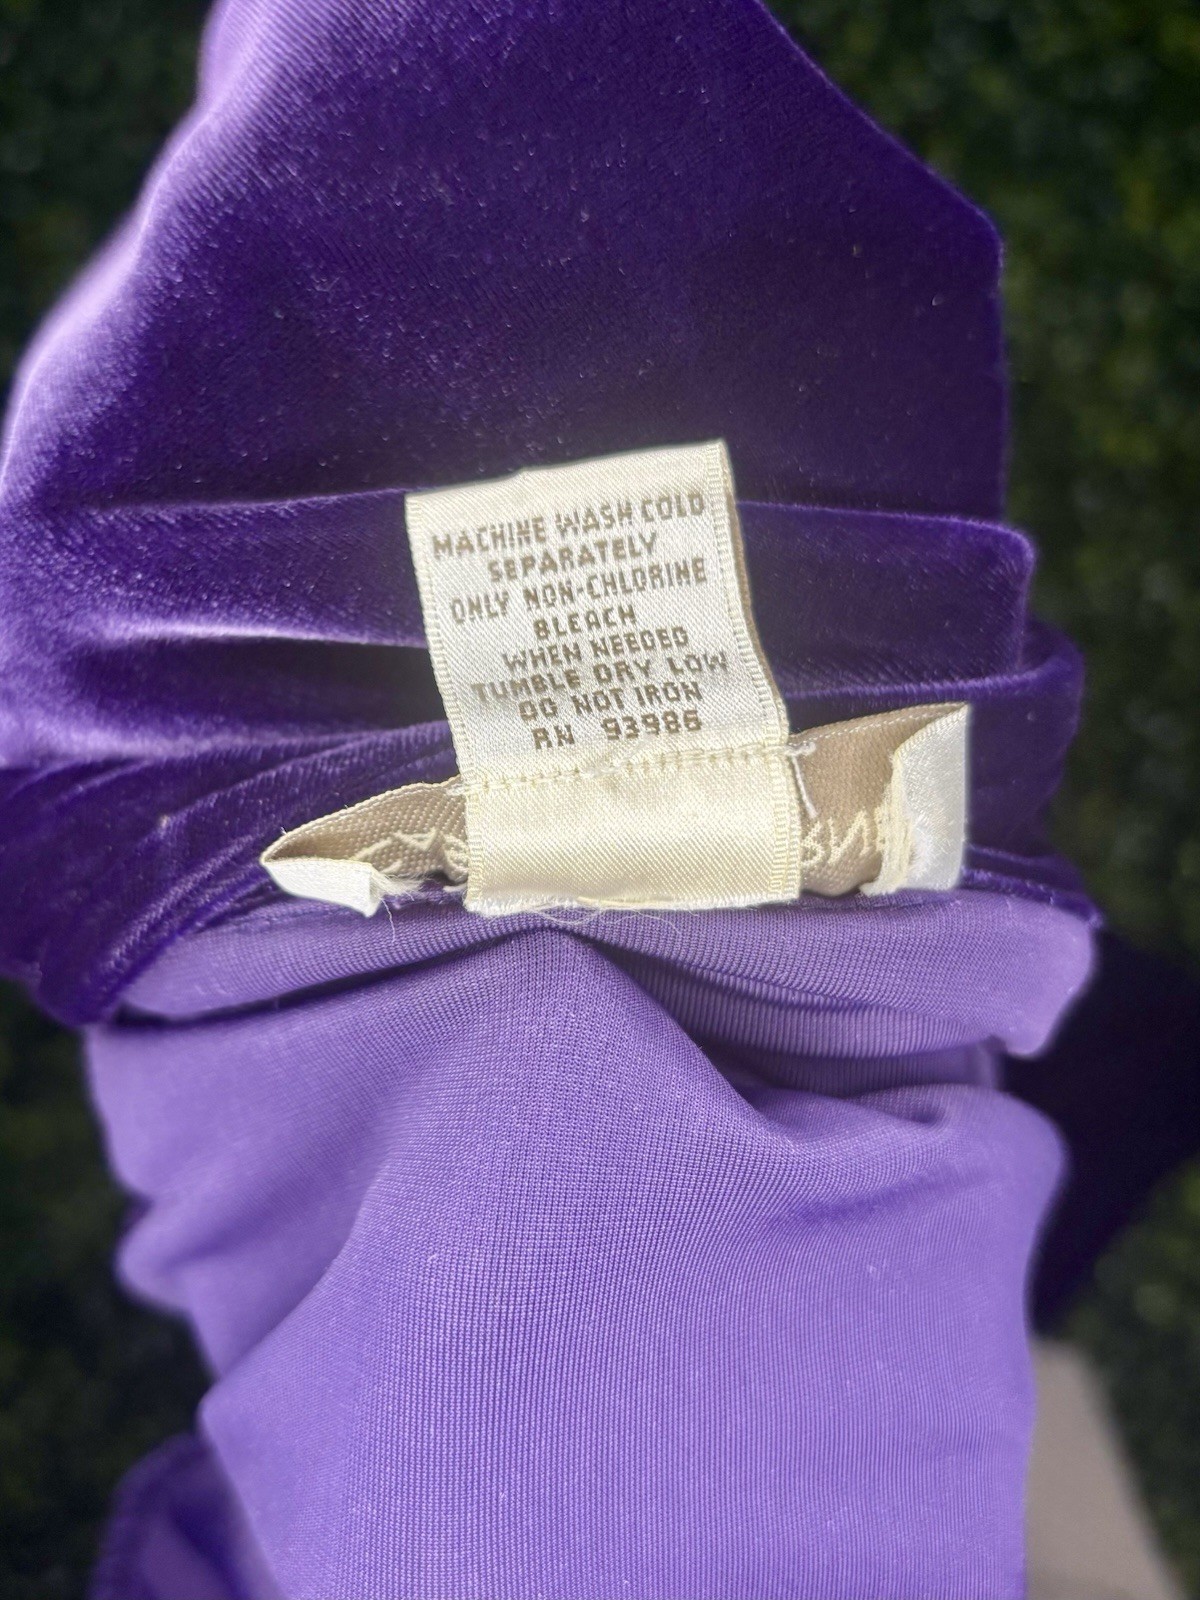 MACHINE WASH COLD
SEPARATELY
ONLY NON-CHLORINE
BLEACH
WHEN NEEDED
TUMBLE DRY LOW
DO NOT IRON
RN 93986